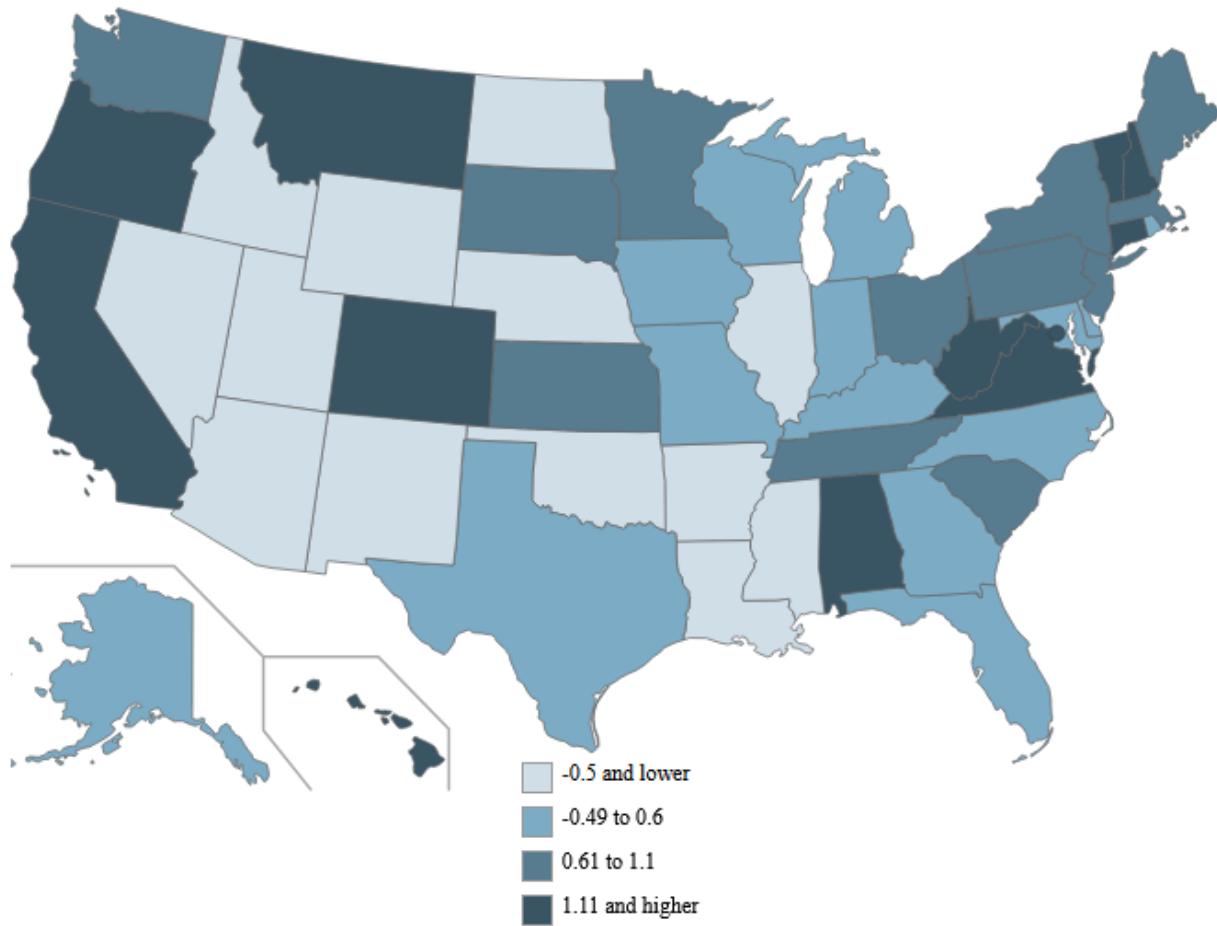 -0.5 and lower
-0.49 to 0.6
0.61 to 1.1
1.11 and higher